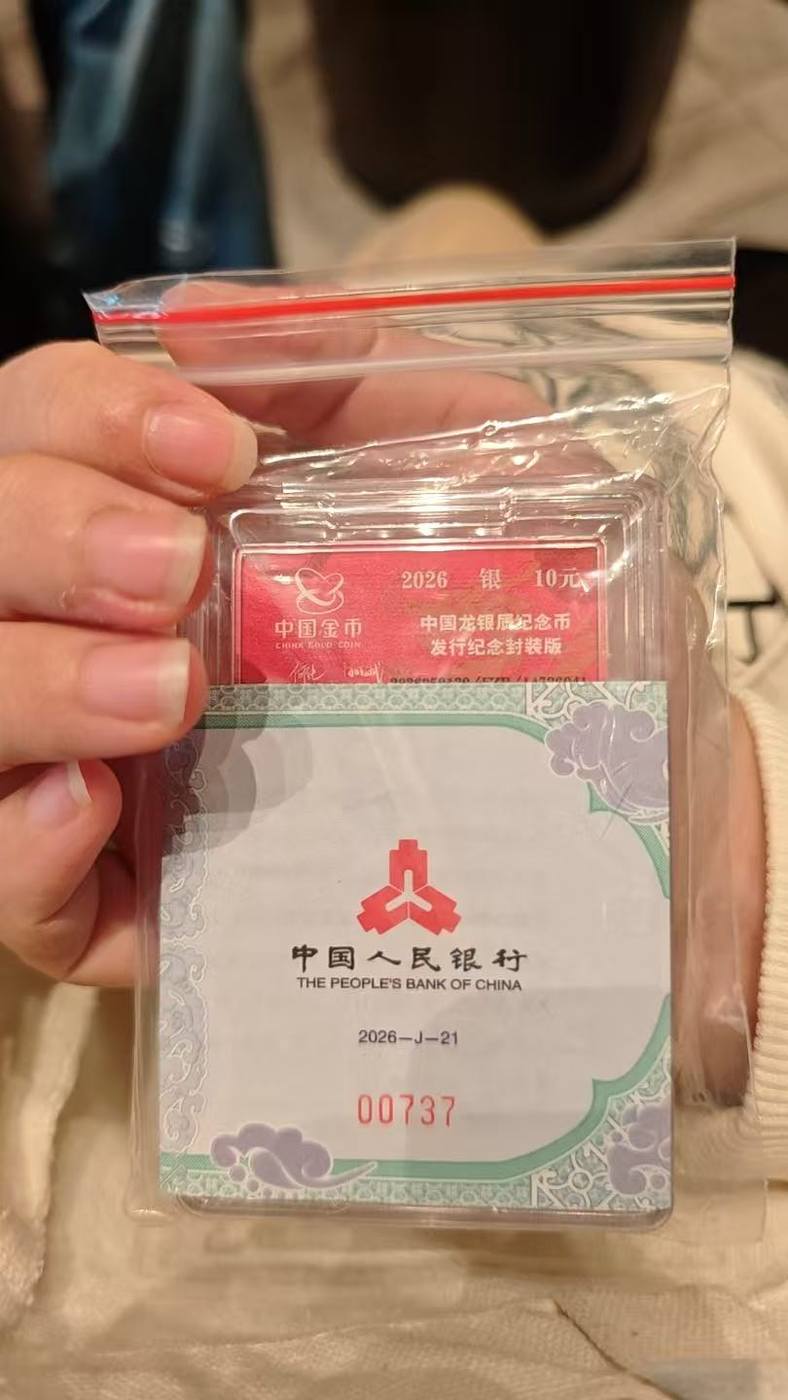 2026 银 10元
中国金币
CHINA GOLD COIN
中国龙银辰纪念币
发行纪念封装版
中国人民银行
THE PEOPLE'S BANK OF CHINA
2026-J-21
00737